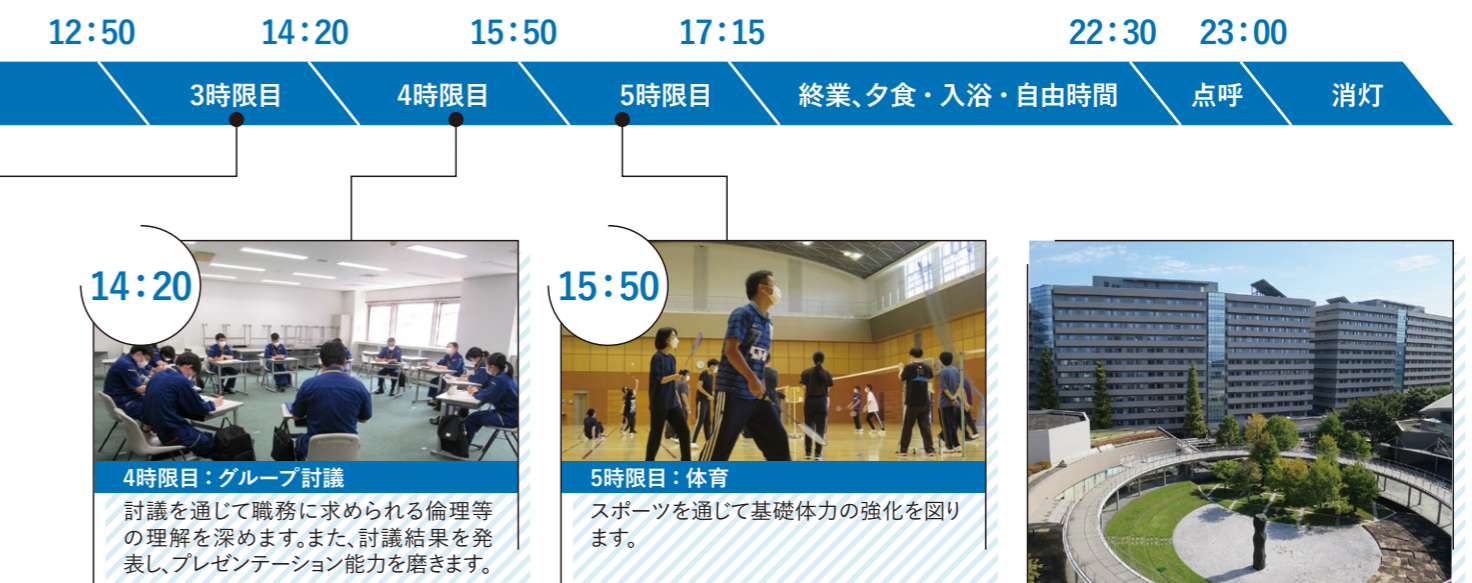 12：50
14：20
15：50
17：15
22：30
23：00
3時限目
4時限目
5時限目
終業、夕食・入浴・自由時間
点呼
消灯
14：20
4時限目：グループ討議
討議を通じて職務に求められる倫理等
の理解を深めます。また、討議結果を発
表し、プレゼンテーション能力を磨きます。
15：50
5時限目：体育
スポーツを通じて基礎体力の強化を図り
ます。